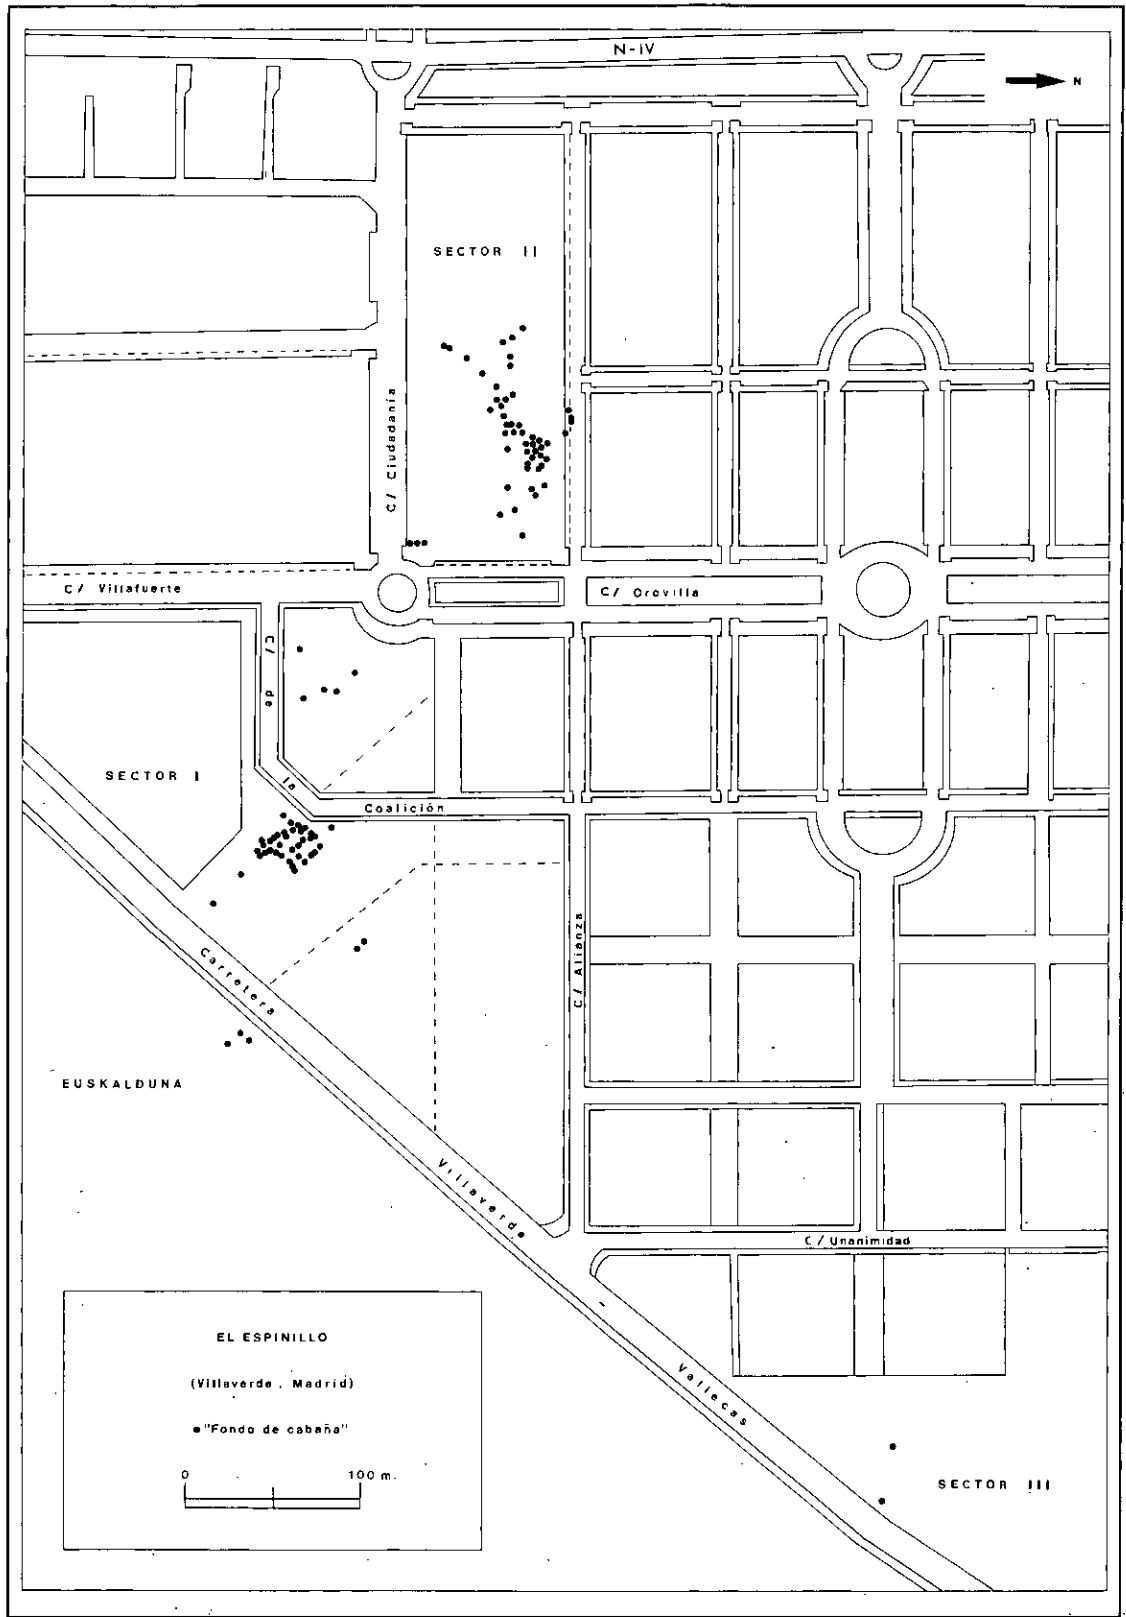 N-IV
N
SECTOR II
C/ Ciudadanía
C/ Villafuerte
C/ Orovilla
C/ de la Coalición
SECTOR I
C/ Alianza
Carretera Villaverde - Vallecas
EUSKALDUNA
C/ Unanimidad
EL ESPINILLO
(Villaverde, Madrid)
"Fondo de cabaña"
0 100 m.
SECTOR III